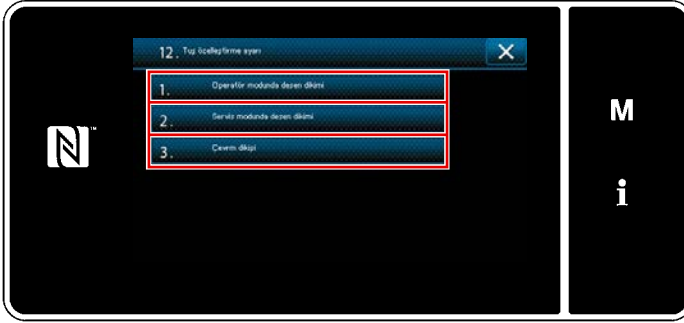 12. Tuş özelleştirme ayarı
1. Operatör modunda desen dikimi
2. Servis modunda desen dikimi
3. Çevrim dikişi
M
i